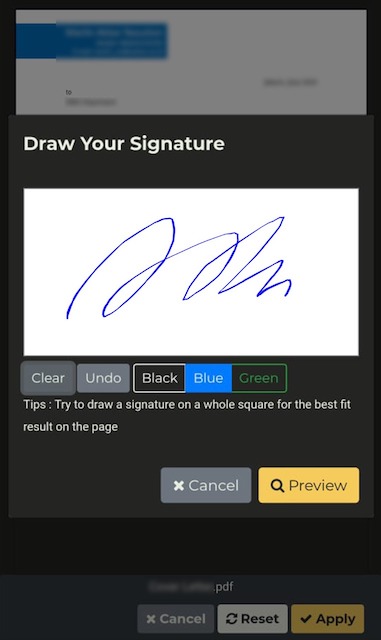 to
Draw Your Signature
Clear Undo Black Blue Green
Tips : Try to draw a signature on a whole square for the best fit
result on the page
Cancel Preview
.pdf
Cancel Reset Apply